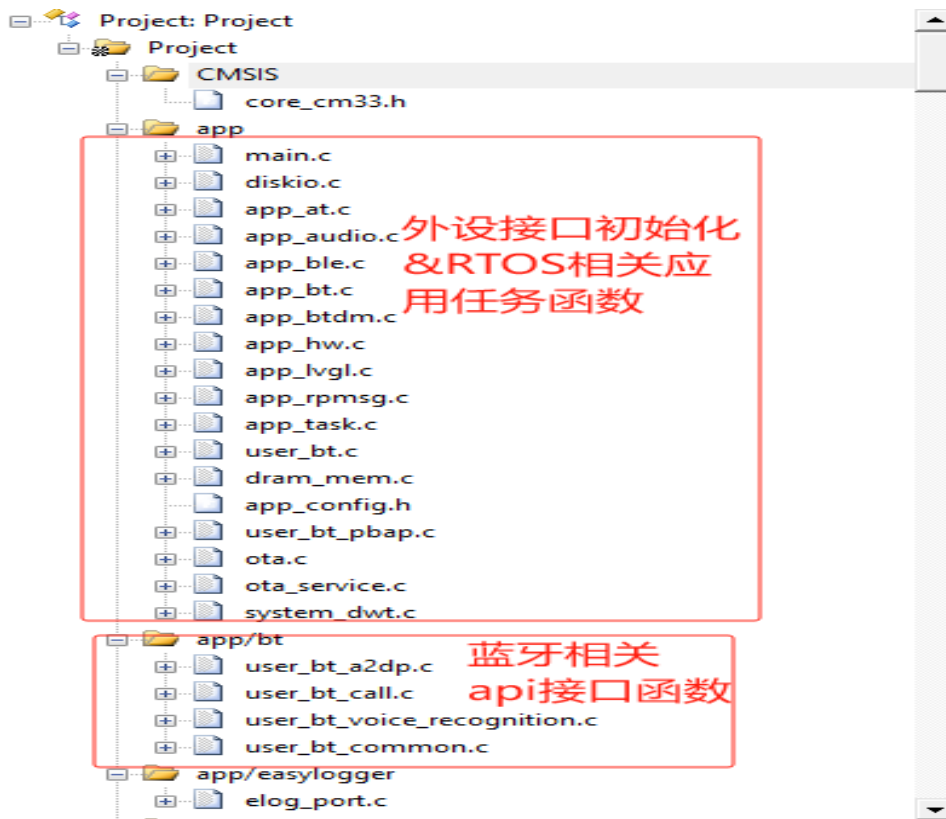 Project: Project
Project
CMSIS
core_cm33.h
app
main.c
diskio.c
app_at.c
app_audio.c
app_ble.c
app_bt.c
app_btdm.c
app_hw.c
app_lvgl.c
app_rpmsg.c
app_task.c
user_bt.c
dram_mem.c
app_config.h
user_bt_pbap.c
ota.c
ota_service.c
system_dwt.c
外设接口初始化
&RTOS相关应
用任务函数
app/bt
user_bt_a2dp.c
user_bt_call.c
user_bt_voice_recognition.c
user_bt_common.c
蓝牙相关
api接口函数
app/easylogger
elog_port.c